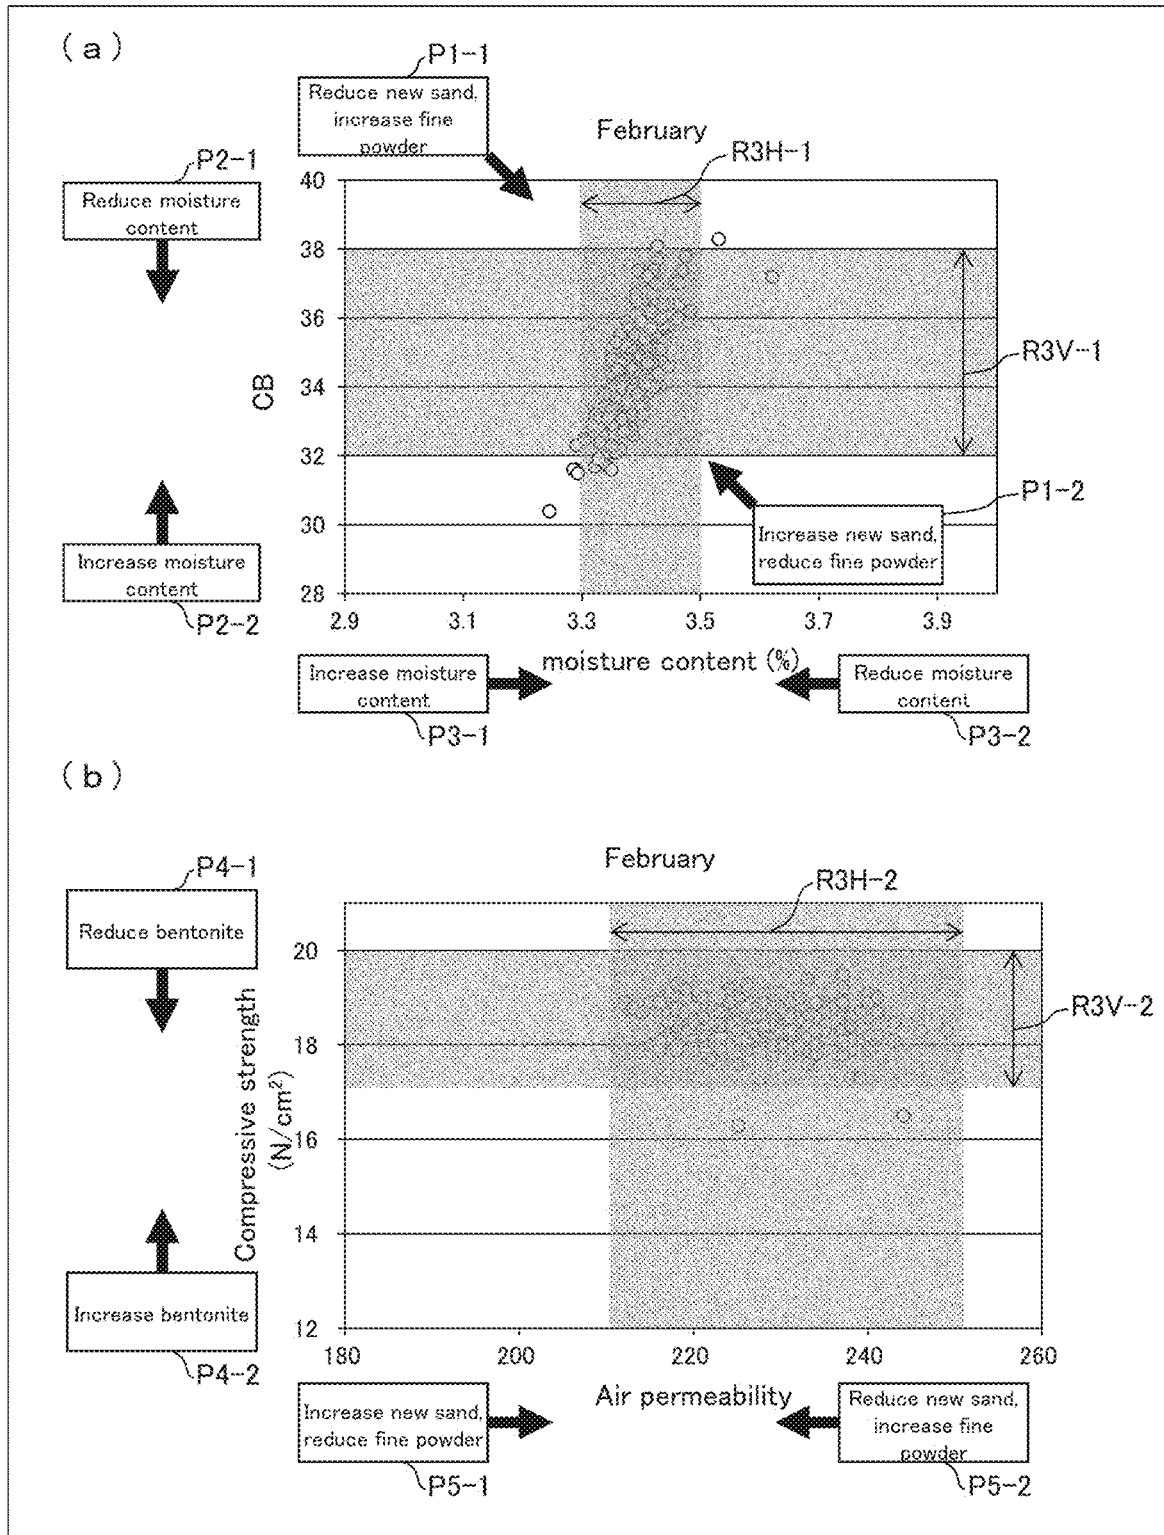 (a)
P1-1
Reduce new sand,
increase fine
powder
February
R3H-1
P2-1
Reduce moisture
content
40
38
36
34
32
30
28
CB
R3V-1
P1-2
Increase new sand,
reduce fine powder
Increase moisture
content
P2-2
2.9 3.1 3.3 3.5 3.7 3.9
moisture content (%)
Increase moisture
content
P3-1
Reduce moisture
content
P3-2
(b)
February
R3H-2
P4-1
Reduce bentonite
20
18
16
14
12
Compressive strength
(N/cm²)
R3V-2
Increase bentonite
P4-2
180 200 220 240 260
Air permeability
Increase new sand,
reduce fine powder
P5-1
Reduce new sand,
increase fine
powder
P5-2